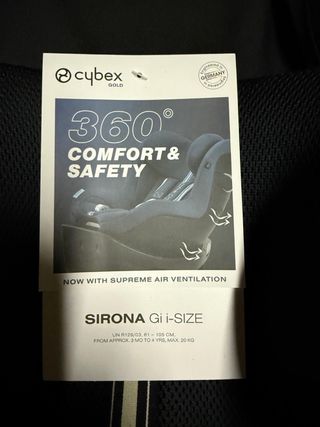 cybex
GOLD
GERMANY
360°
COMFORT &
SAFETY
NOW WITH SUPREME AIR VENTILATION
SIRONA Gi i-SIZE
UN R129/03, 61 – 105 CM,
FROM APPROX. 3 MO TO 4 YRS, MAX. 20 KG